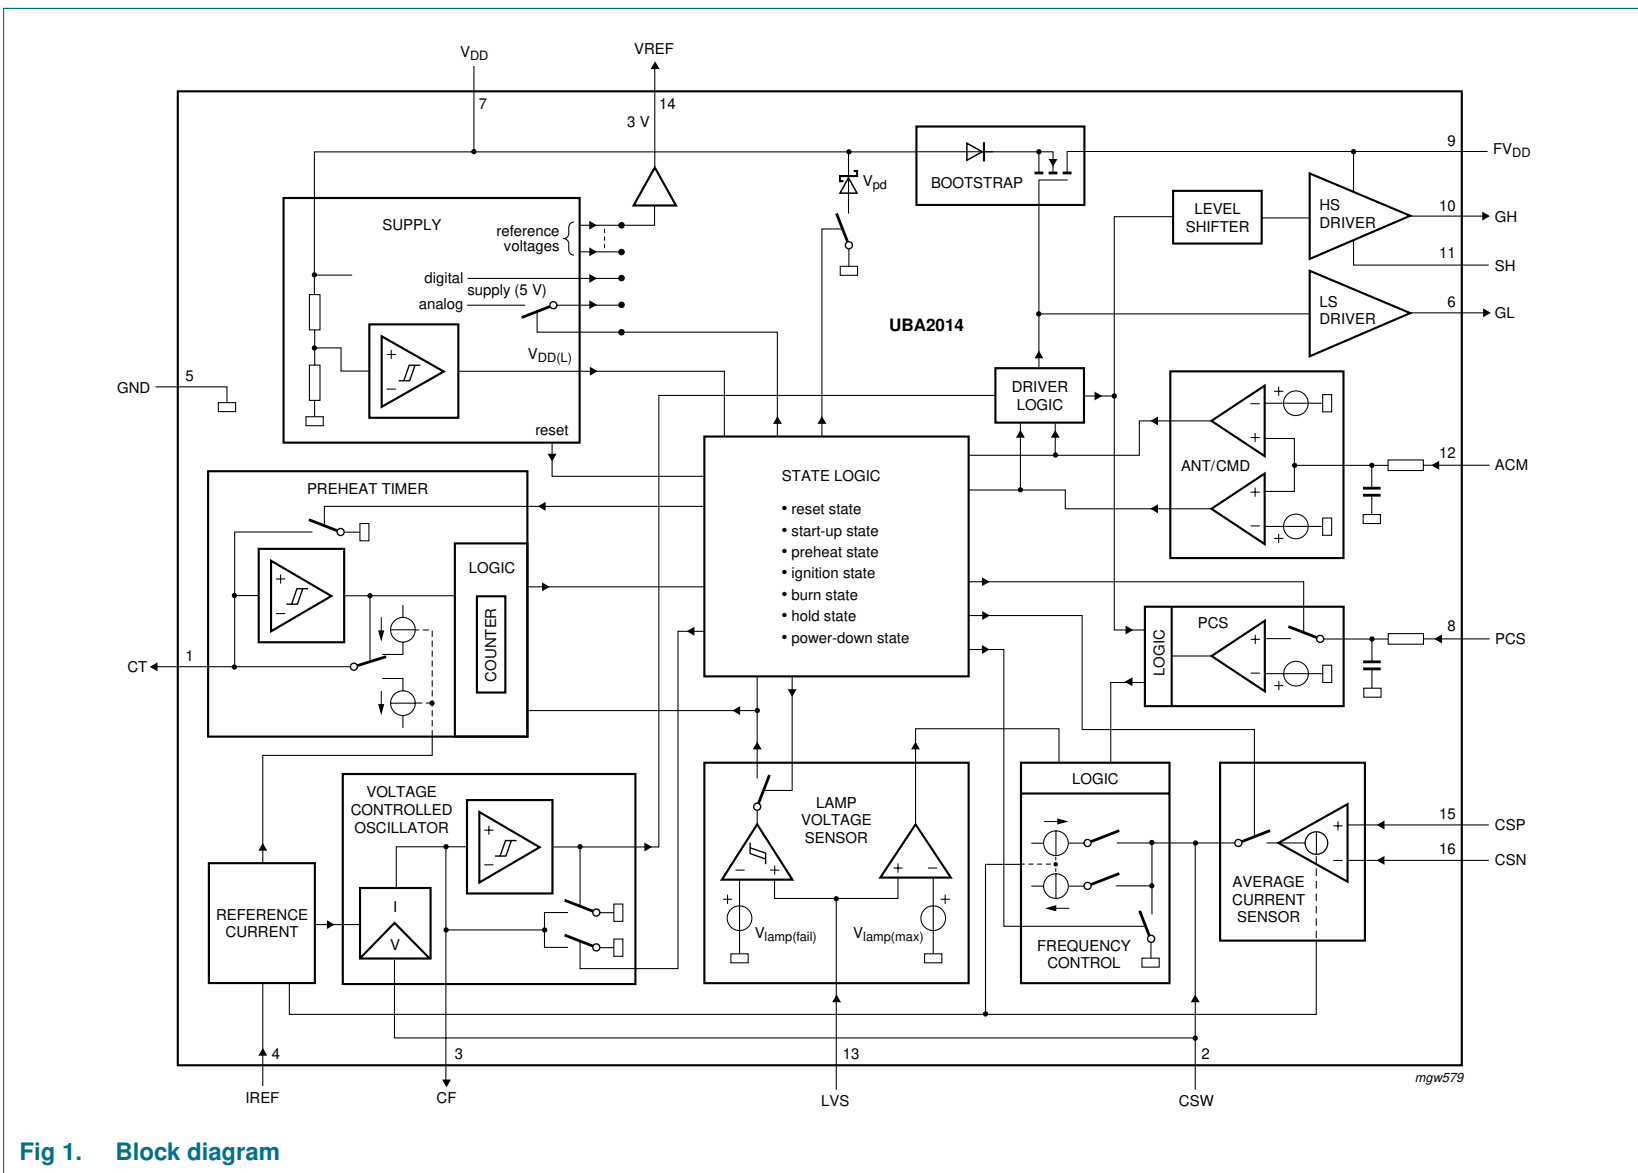 VDD
VREF
7
14
3 V
9
FVDD
BOOTSTRAP
Vpd
SUPPLY
reference
voltages
digital
supply (5 V)
analog
VDD(L)
reset
LEVEL
SHIFTER
HS
DRIVER
10
GH
11
SH
LS
DRIVER
6
GL
UBA2014
GND
5
DRIVER
LOGIC
ANT/CMD
+
−
+
−
+
−
+
+
12
ACM
PREHEAT TIMER
LOGIC
COUNTER
+
−
1
CT
STATE LOGIC
• reset state
• start-up state
• preheat state
• ignition state
• burn state
• hold state
• power-down state
LOGIC
PCS
+
−
+
8
PCS
VOLTAGE
CONTROLLED
OSCILLATOR
+
−
I
V
REFERENCE
CURRENT
LAMP
VOLTAGE
SENSOR
−
+
+
−
+
+
Vlamp(fail)
Vlamp(max)
LOGIC
FREQUENCY
CONTROL
+
−
AVERAGE
CURRENT
SENSOR
15
CSP
16
CSN
4
3
13
2
IREF
CF
LVS
CSW
mgw579
Fig 1. Block diagram